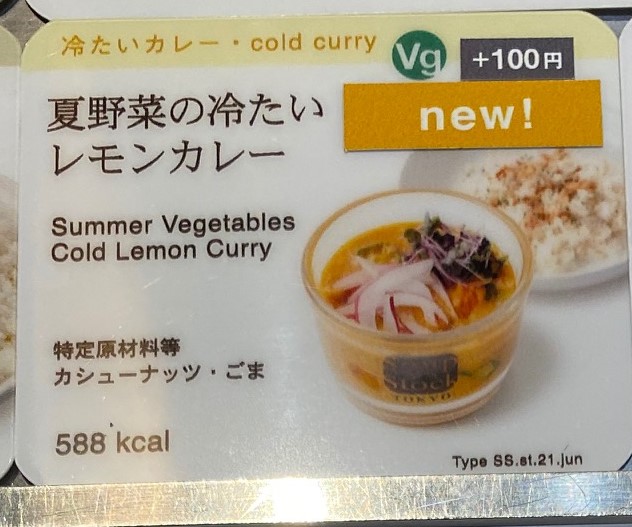 冷たいカレー・cold curry
Vg
+100円
new!
夏野菜の冷たい
レモンカレー
Summer Vegetables
Cold Lemon Curry
特定原材料等
カシューナッツ・ごま
588 kcal
Stock
TOKYO
Type SS.st.21.jun